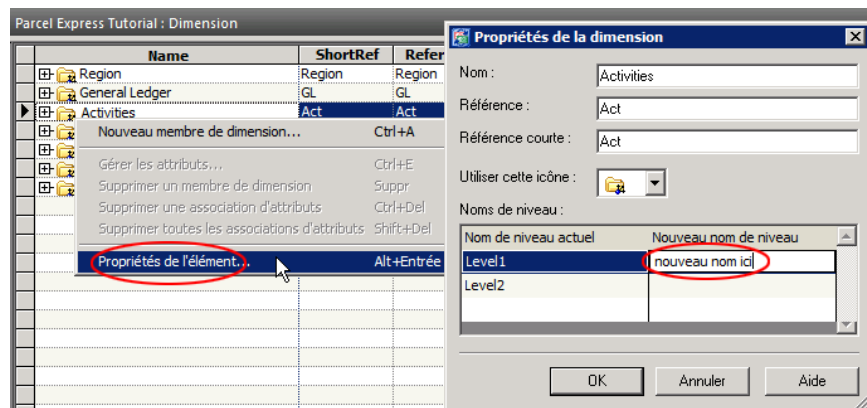 Parcel Express Tutorial : Dimension
Name ShortRef Refer
Region Region Region
General Ledger GL GL
Activities Act Act
Nouveau membre de dimension... Ctrl+A
Gérer les attributs... Ctrl+E
Supprimer un membre de dimension Suppr
Supprimer une association d'attributs Ctrl+Del
Supprimer toutes les associations d'attributs Shift+Del
Propriétés de l'élément... Alt+Entrée
Propriétés de la dimension
Nom : Activities
Référence : Act
Référence courte : Act
Utiliser cette icône :
Noms de niveau :
Nom de niveau actuel Nouveau nom de niveau
Level1 nouveau nom ici
Level2
OK Annuler Aide